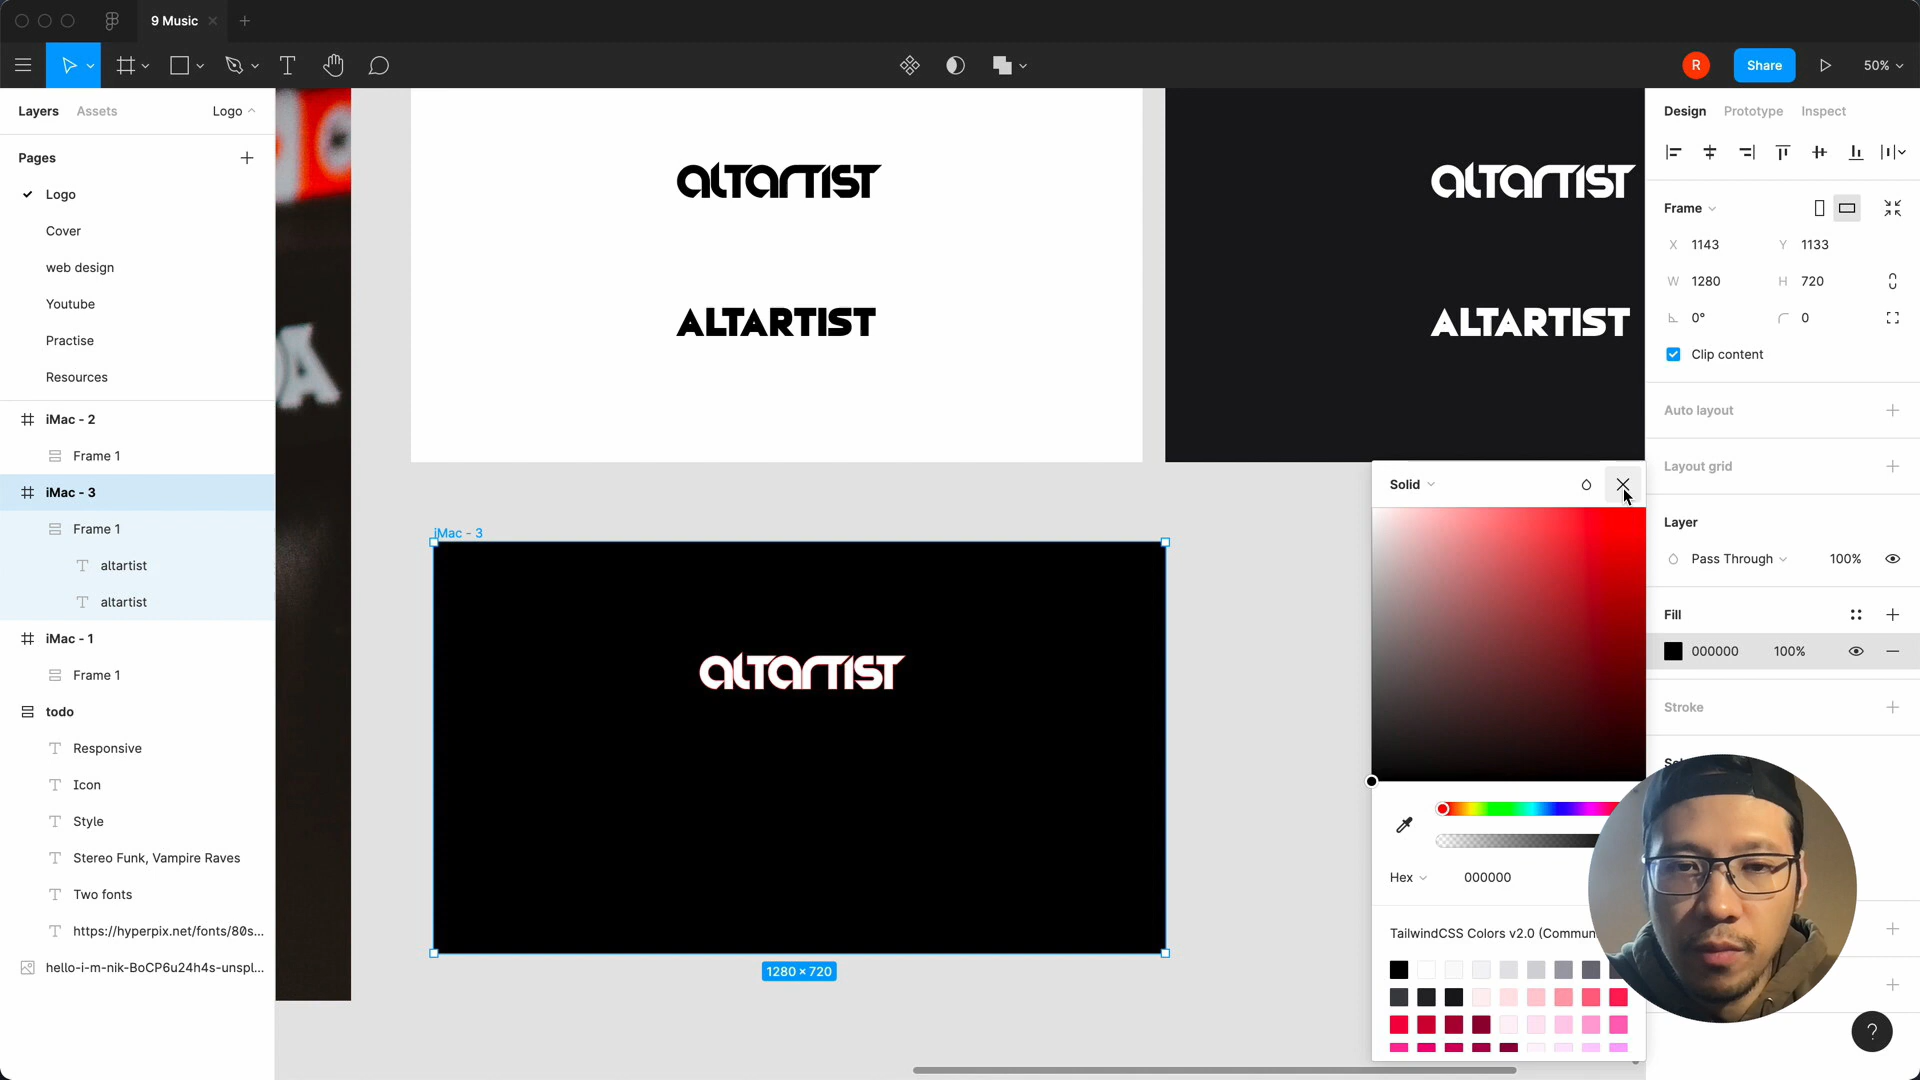 9 Music
R
Share
50%
Layers
Assets
Logo
Pages
Logo
Cover
web design
Youtube
Practise
Resources
iMac - 2
Frame 1
iMac - 3
Frame 1
altartist
altartist
iMac - 1
Frame 1
todo
Responsive
Icon
Style
Stereo Funk, Vampire Raves
Two fonts
https://hyperpix.net/fonts/80s...
hello-i-m-nik-BoCP6u24h4s-unspl...
altartist
ALTARTIST
altartist
ALTARTIST
iMac - 3
altartist
1280 × 720
Solid
Hex
000000
TailwindCSS Colors v2.0 (Commun
Design
Prototype
Inspect
Frame
X 1143
Y 1133
W 1280
H 720
0°
0
Clip content
Auto layout
Layout grid
Layer
Pass Through
100%
Fill
000000
100%
Stroke
?